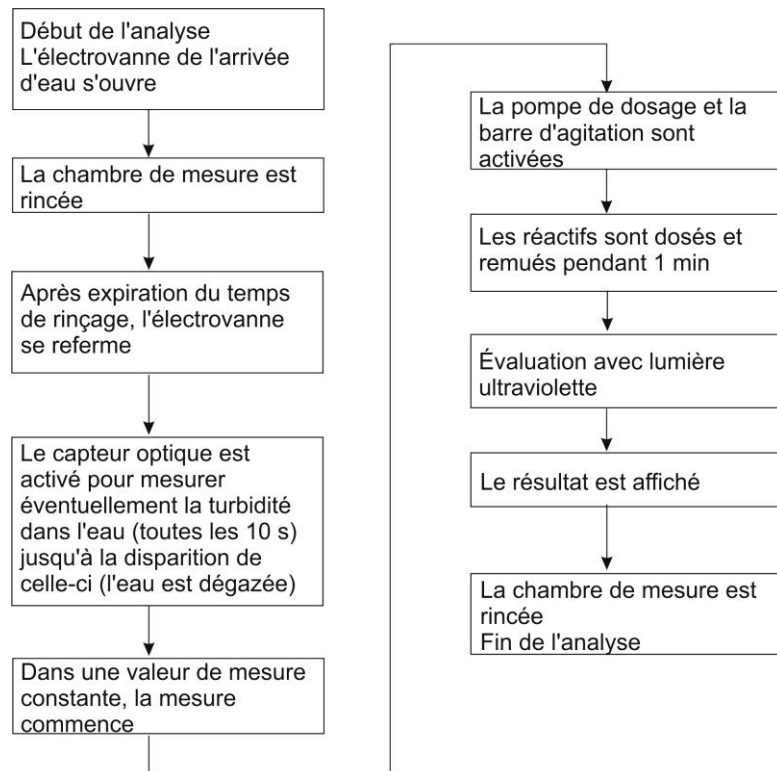 Début de l'analyse
L'électrovanne de l'arrivée
d'eau s'ouvre
La chambre de mesure est
rincée
Après expiration du temps
de rinçage, l'électrovanne
se referme
Le capteur optique est
activé pour mesurer
éventuellement la turbidité
dans l'eau (toutes les 10 s)
jusqu'à la disparition de
celle-ci (l'eau est dégazée)
Dans une valeur de mesure
constante, la mesure
commence
La pompe de dosage et la
barre d'agitation sont
activées
Les réactifs sont dosés et
remués pendant 1 min
Évaluation avec lumière
ultraviolette
Le résultat est affiché
La chambre de mesure est
rincée
Fin de l'analyse